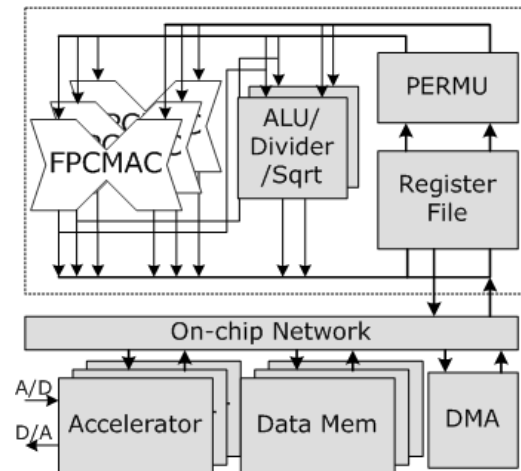 PERMU
FPCMAC
ALU/
Divider
/Sqrt
Register
File
On-chip Network
A/D
D/A
Accelerator
Data Mem
DMA